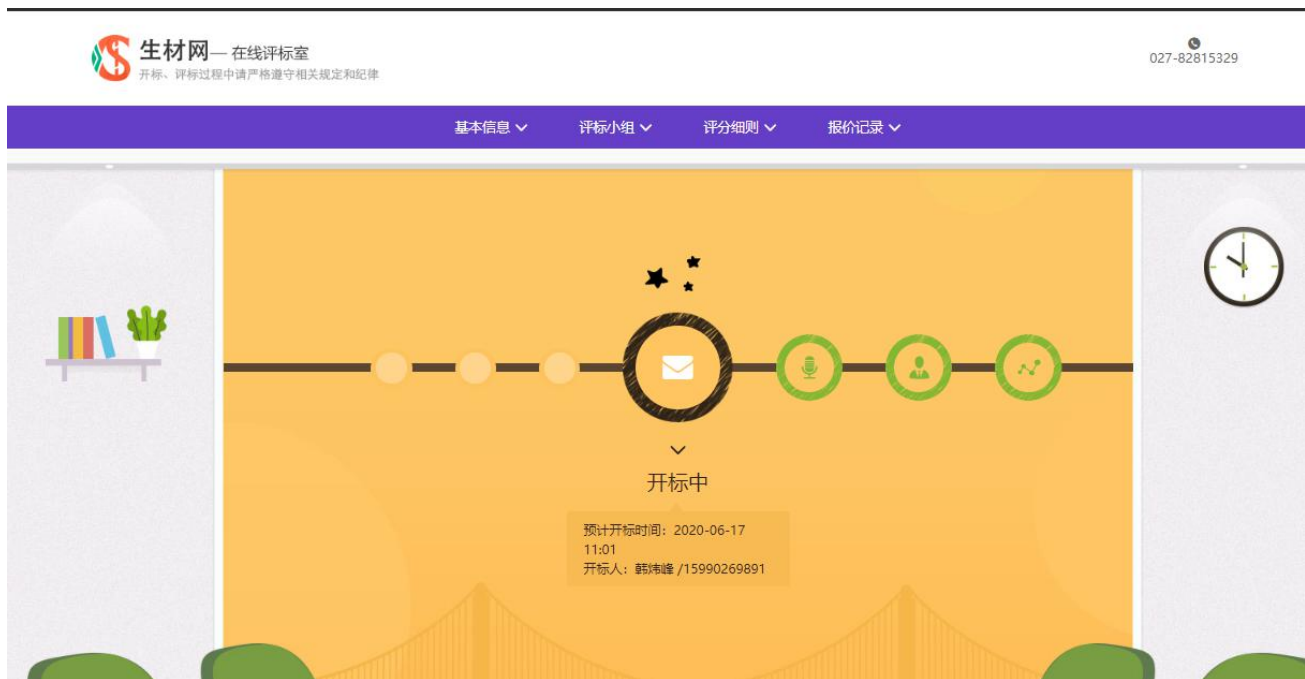 生材网— 在线评标室
开标、评标过程中请严格遵守相关规定和纪律
027-82815329
基本信息
评标小组
评分细则
报价记录
开标中
预计开标时间：2020-06-17
11:01
开标人：韩炜峰 /15990269891